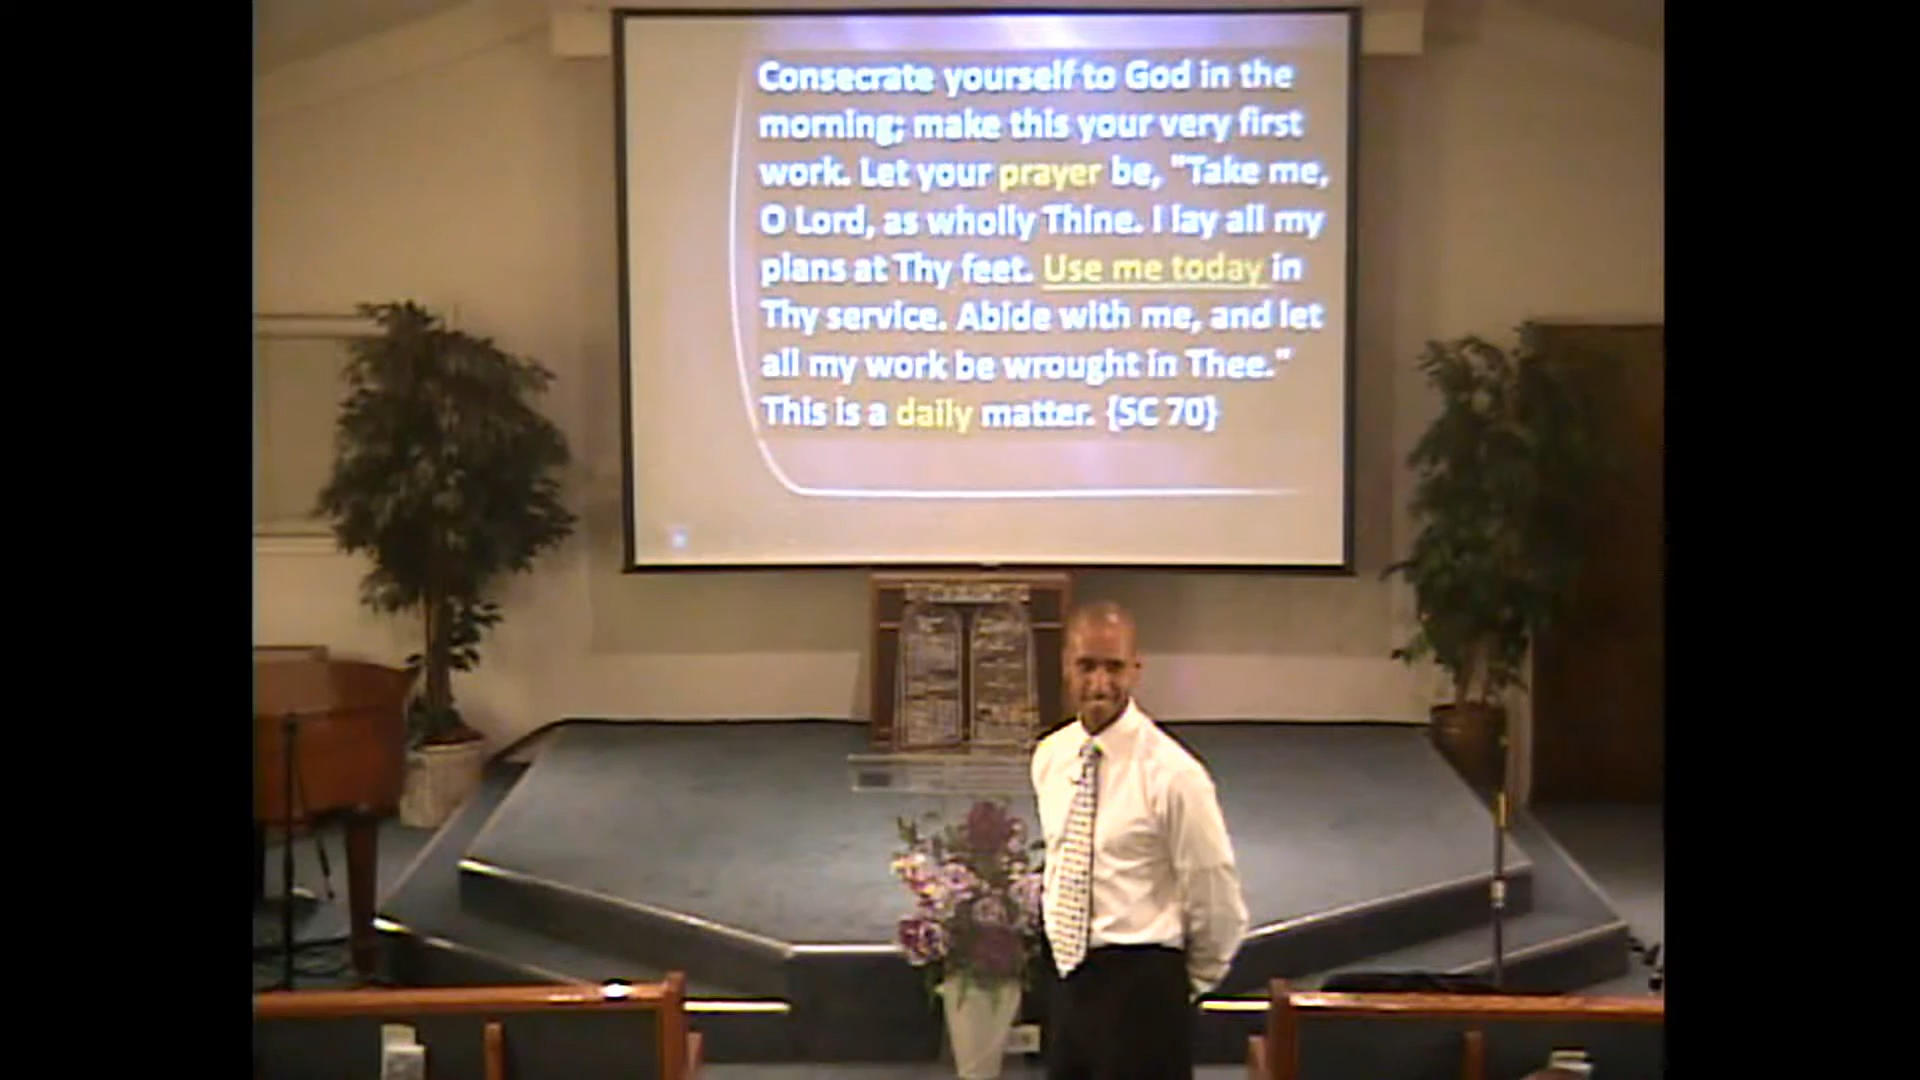 Consecrate yourself to God in the
morning; make this your very first
work. Let your prayer be, "Take me,
O Lord, as wholly Thine. I lay all my
plans at Thy feet. Use me today in
Thy service. Abide with me, and let
all my work be wrought in Thee."
This is a daily matter. {SC 70}